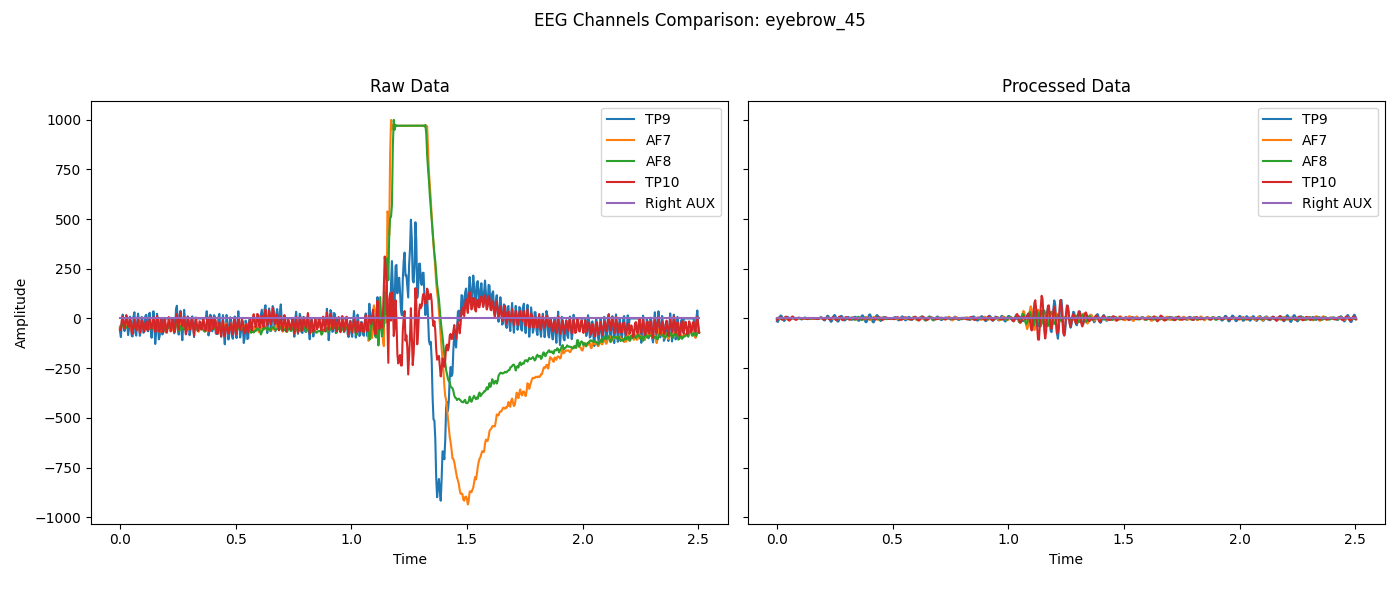 EEG Channels Comparison: eyebrow_45
Raw Data
Amplitude
1000
750
500
250
0
−250
−500
−750
−1000
0.0
0.5
1.0
1.5
2.0
2.5
Time
TP9
AF7
AF8
TP10
Right AUX
Processed Data
0.0
0.5
1.0
1.5
2.0
2.5
Time
TP9
AF7
AF8
TP10
Right AUX